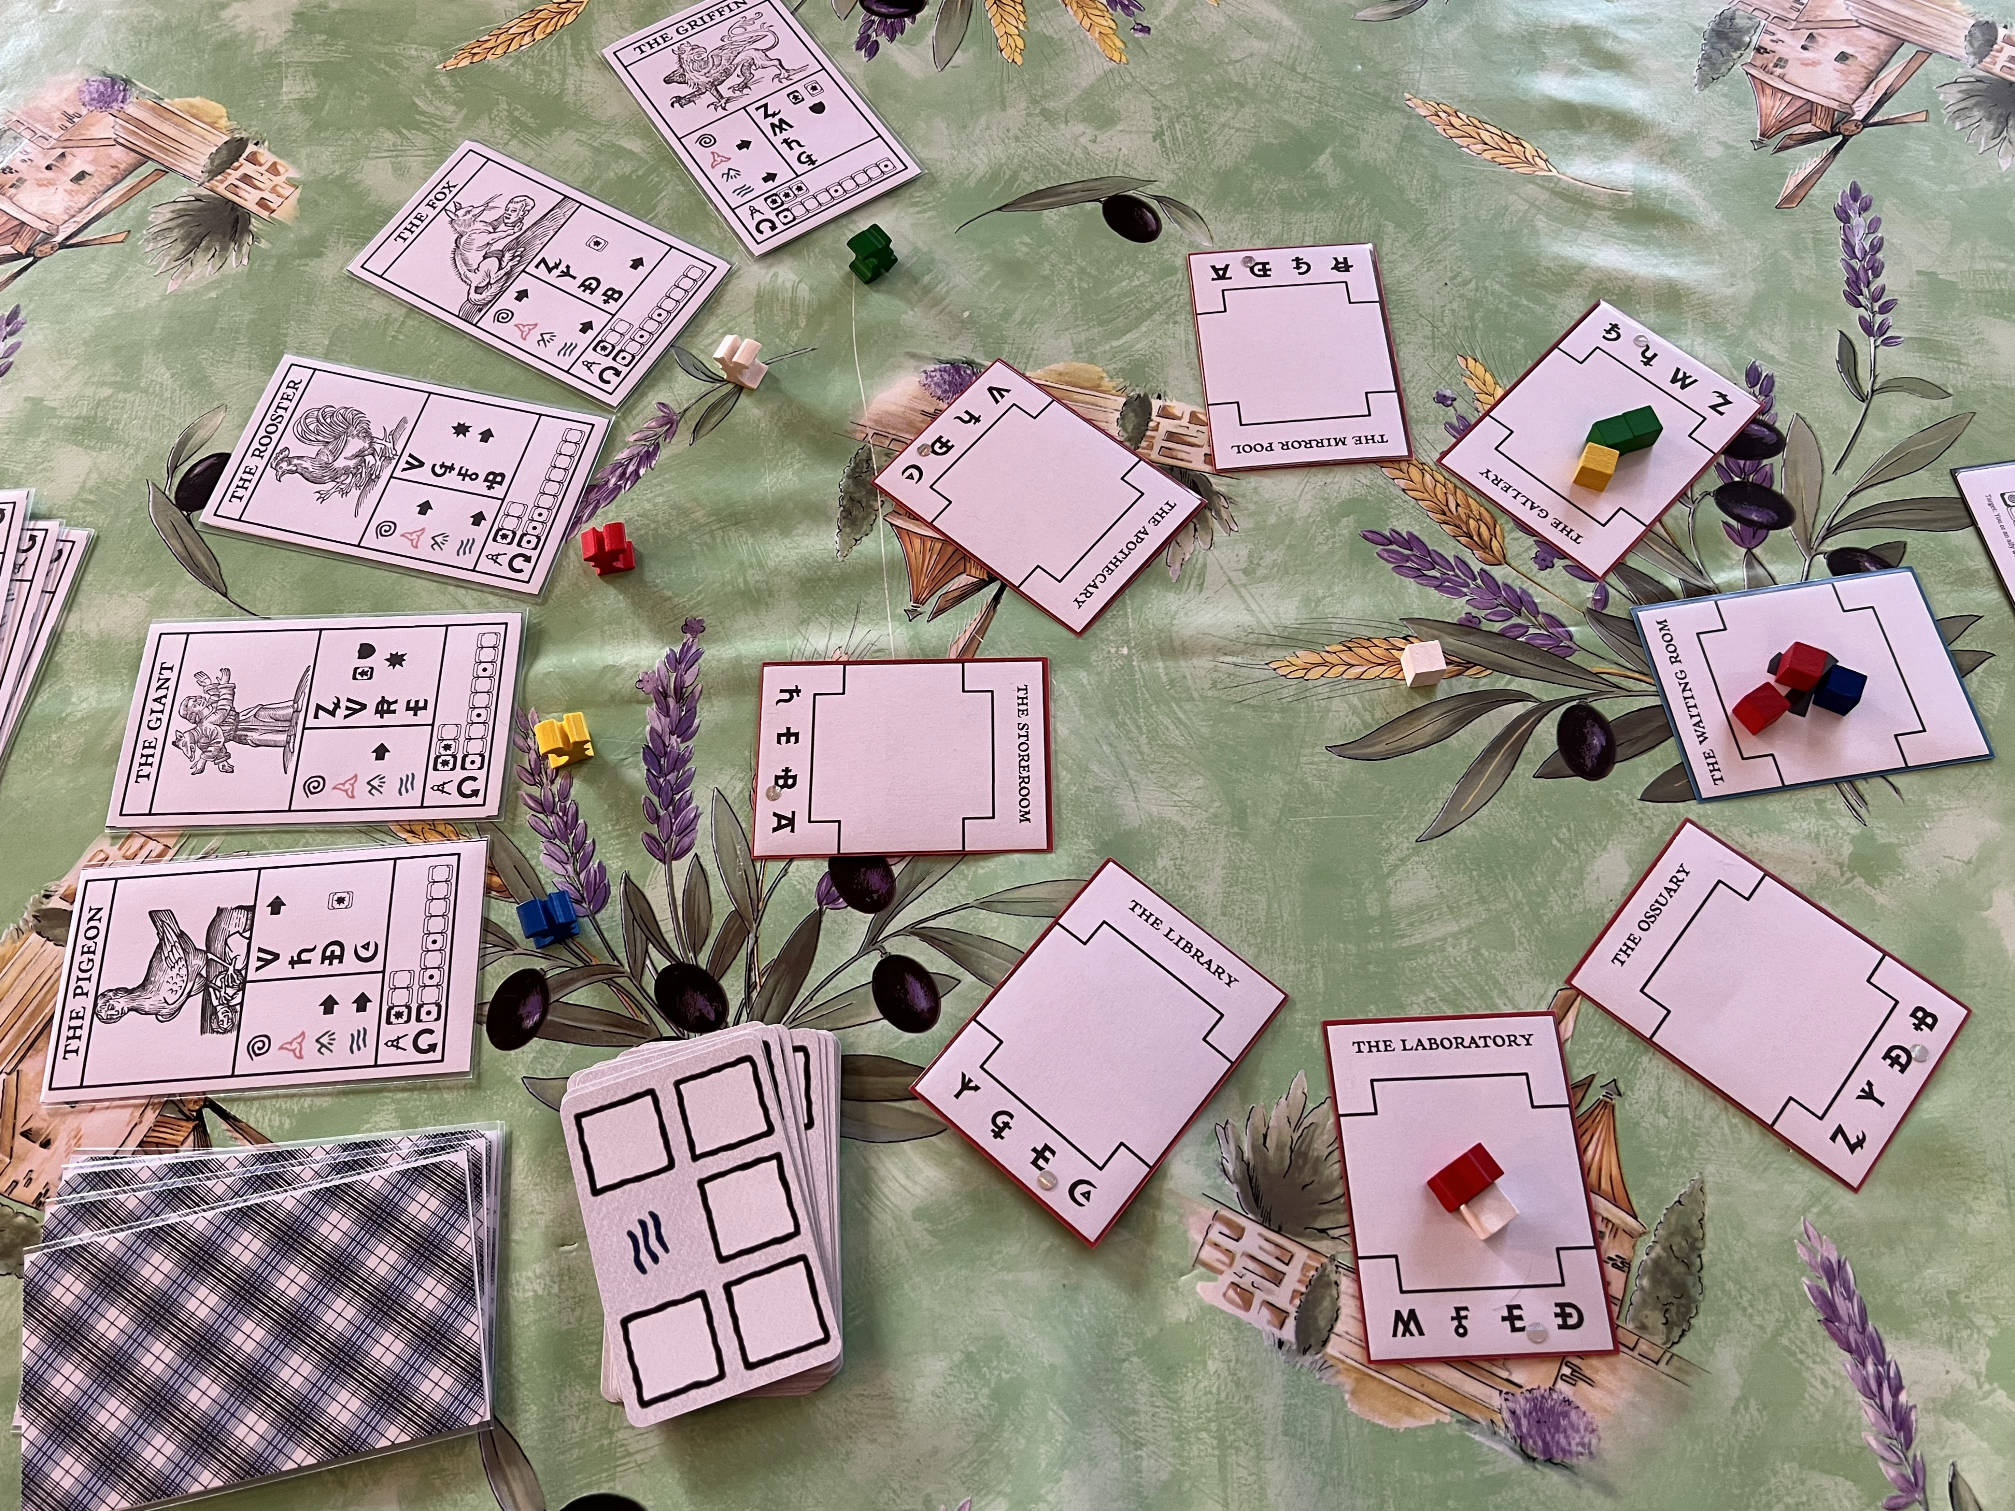 THE GRIFFIN
THE FOX
THE ROOSTER
THE GIANT
THE PIGEON
THE MIRROR POOL
THE GALLERY
THE APOTHECARY
THE WAITING ROOM
THE STOREROOM
THE LIBRARY
THE OSSUARY
THE LABORATORY